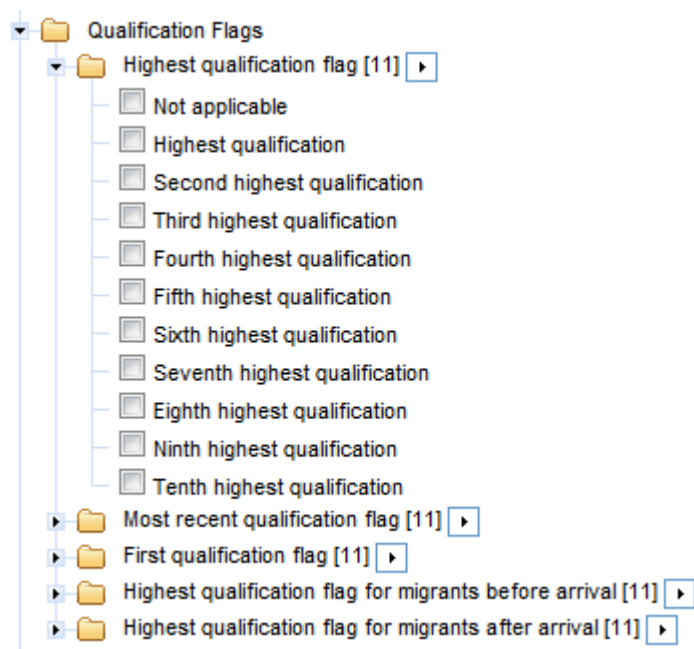 Qualification Flags
Highest qualification flag [11]
Not applicable
Highest qualification
Second highest qualification
Third highest qualification
Fourth highest qualification
Fifth highest qualification
Sixth highest qualification
Seventh highest qualification
Eighth highest qualification
Ninth highest qualification
Tenth highest qualification
Most recent qualification flag [11]
First qualification flag [11]
Highest qualification flag for migrants before arrival [11]
Highest qualification flag for migrants after arrival [11]